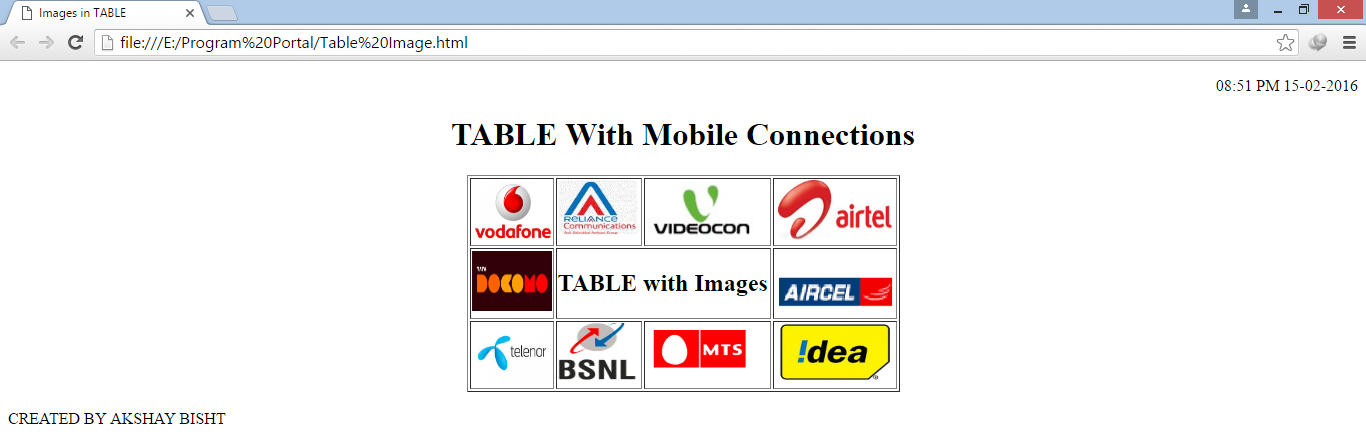 Images in TABLE
file:///E:/Program%20Portal/Table%20Image.html
08:51 PM 15-02-2016
TABLE With Mobile Connections
vodafone
RELIANCE
Communications
VIDEOCON
airtel
DOCOMO
TABLE with Images
AIRCEL
telenor
BSNL
MTS
!dea
CREATED BY AKSHAY BISHT